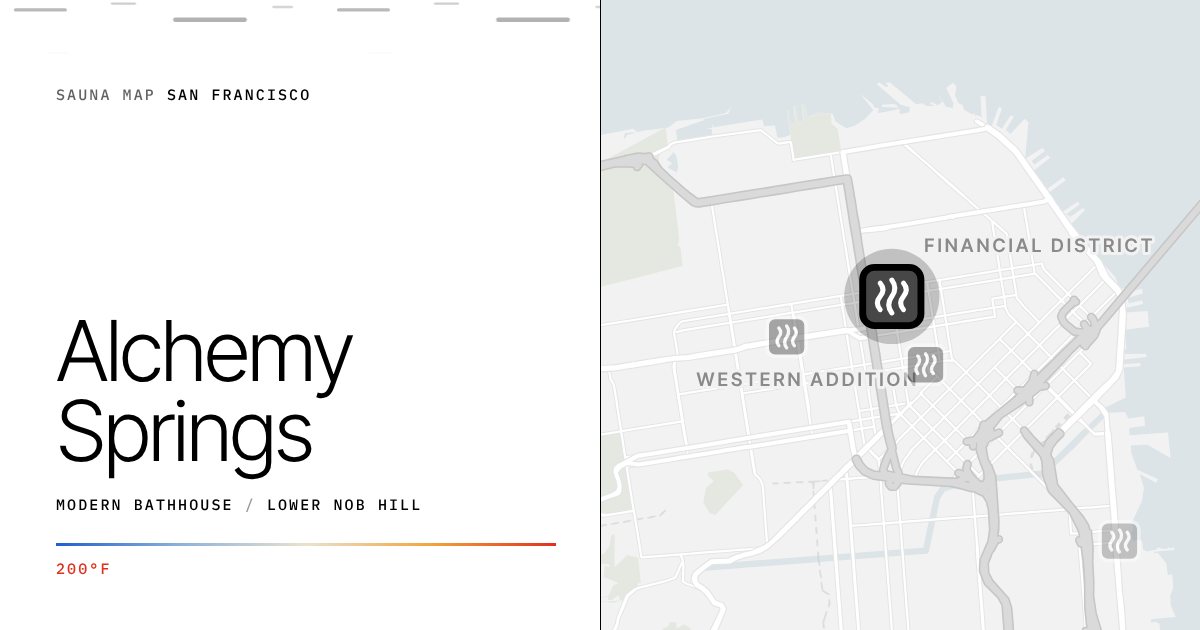 SAUNA MAP SAN FRANCISCO
Alchemy
Springs
MODERN BATHHOUSE / LOWER NOB HILL
200°F
FINANCIAL DISTRICT
WESTERN ADDITION